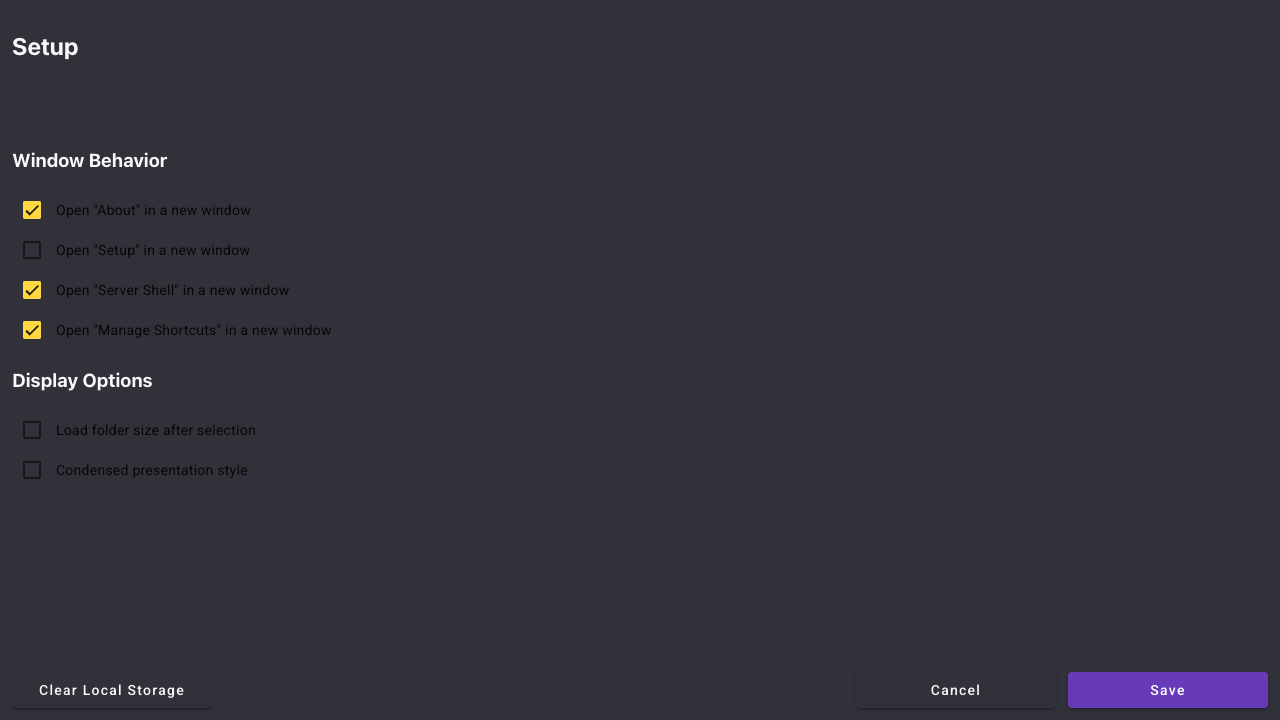 Setup
Window Behavior
Open "About" in a new window
Open "Setup" in a new window
Open "Server Shell" in a new window
Open "Manage Shortcuts" in a new window
Display Options
Load folder size after selection
Condensed presentation style
Clear Local Storage
Cancel
Save